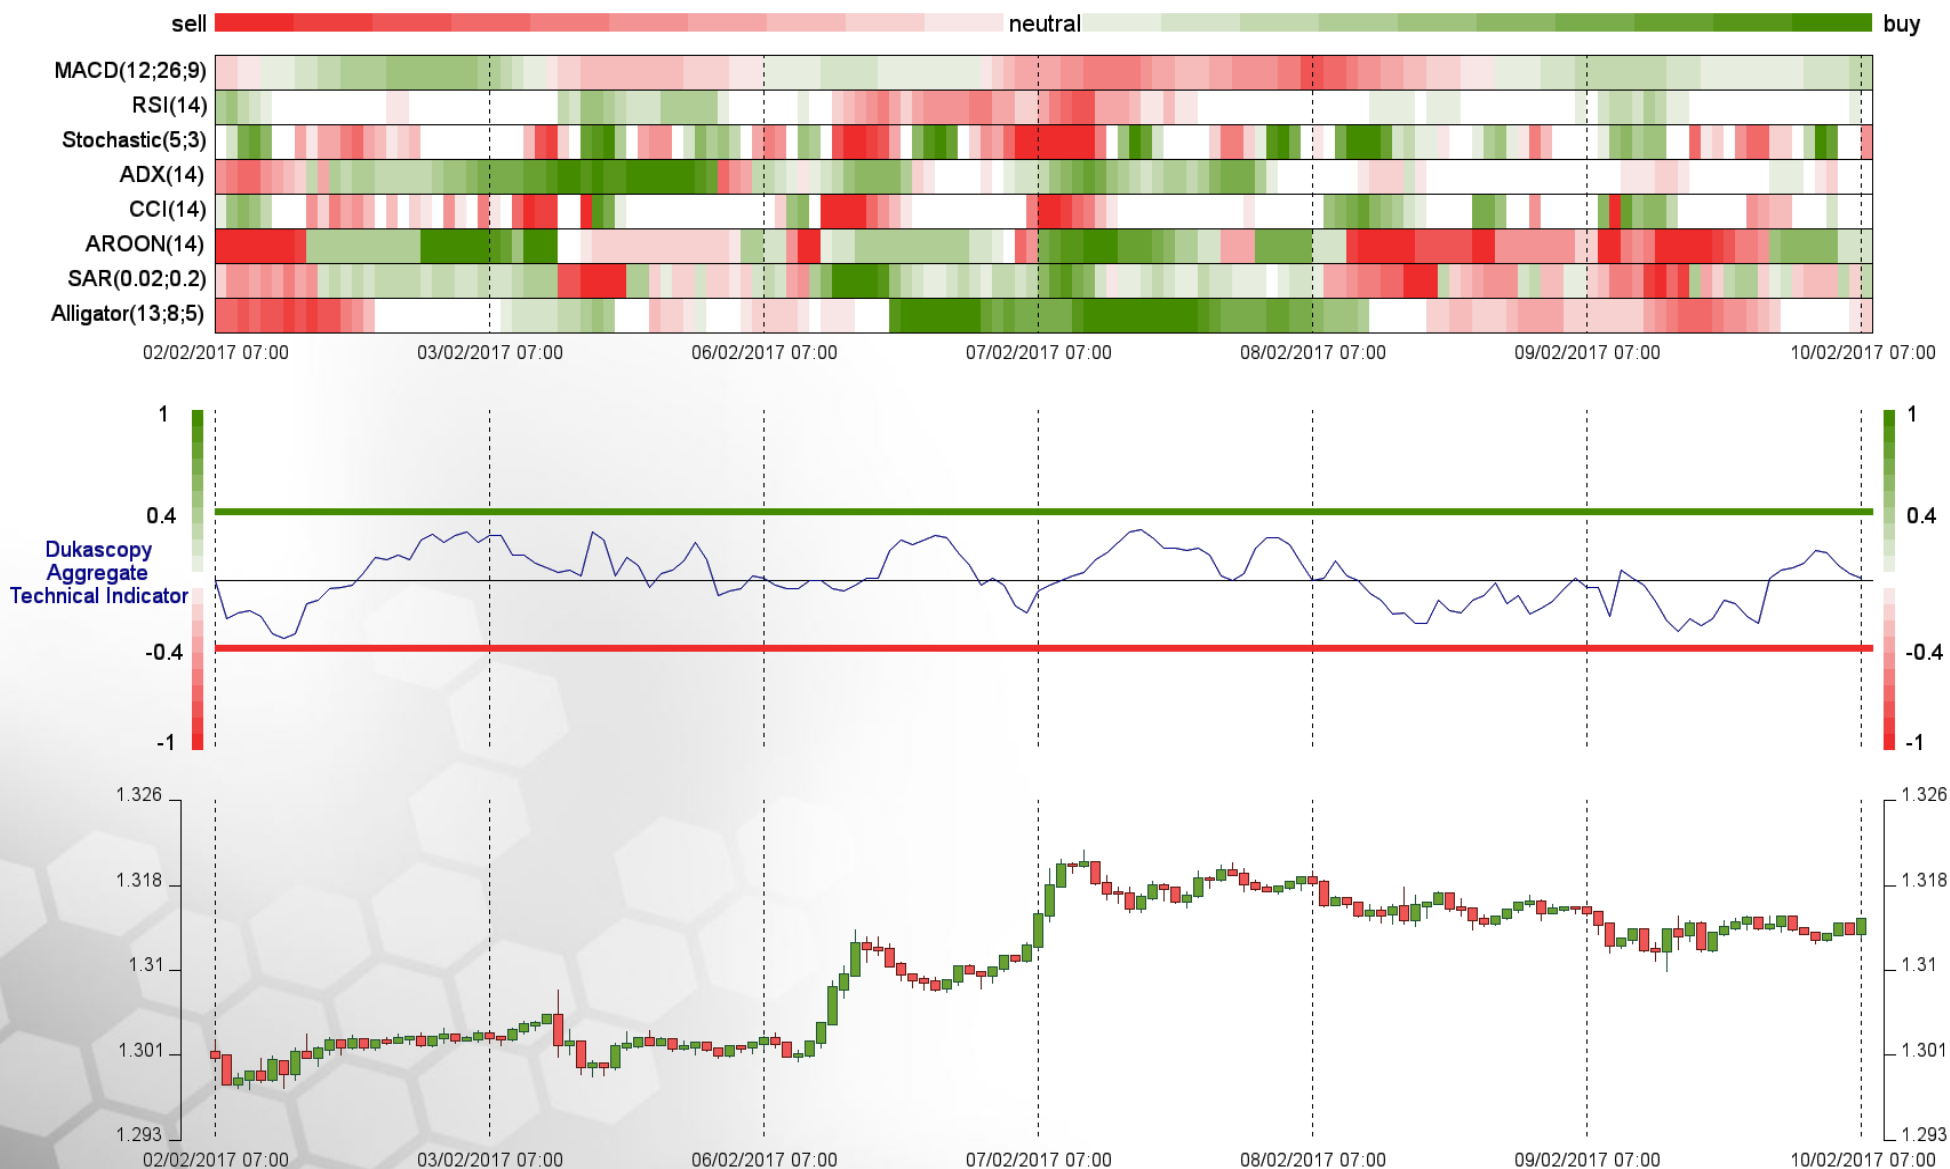 sell neutral buy
MACD(12;26;9)
RSI(14)
Stochastic(5;3)
ADX(14)
CCI(14)
AROON(14)
SAR(0.02;0.2)
Alligator(13;8;5)
02/02/2017 07:00 03/02/2017 07:00 06/02/2017 07:00 07/02/2017 07:00 08/02/2017 07:00 09/02/2017 07:00 10/02/2017 07:00
1 1
0.4 0.4
Dukascopy
Aggregate
Technical Indicator
-0.4 -0.4
-1 -1
1.326 1.326
1.318 1.318
1.31 1.31
1.301 1.301
1.293 1.293
02/02/2017 07:00 03/02/2017 07:00 06/02/2017 07:00 07/02/2017 07:00 08/02/2017 07:00 09/02/2017 07:00 10/02/2017 07:00